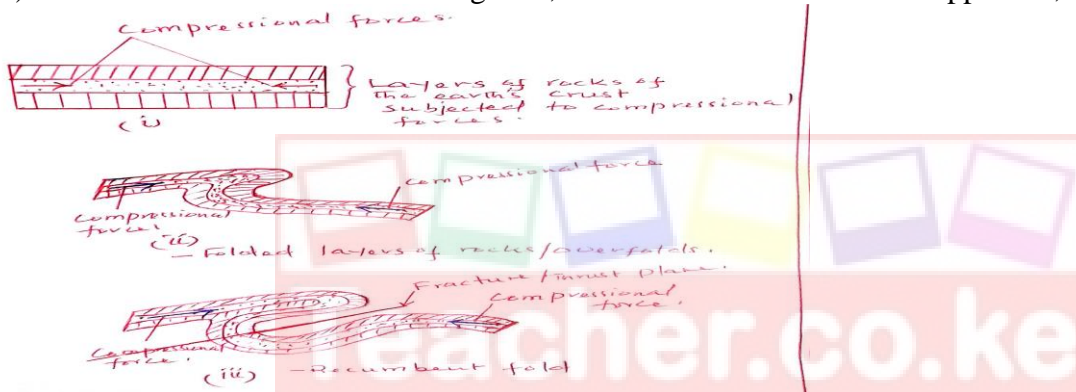 Compressional forces.
Layers of rocks of
the earth's crust
subjected to compressional
forces.
(i)
compressional force
compressional
force
(ii)
- Folded layers of rocks/
Fracture/thrust plane.
compressional
force.
Compressional
force.
(iii) - Recumbent fold
Teacher.co.ke